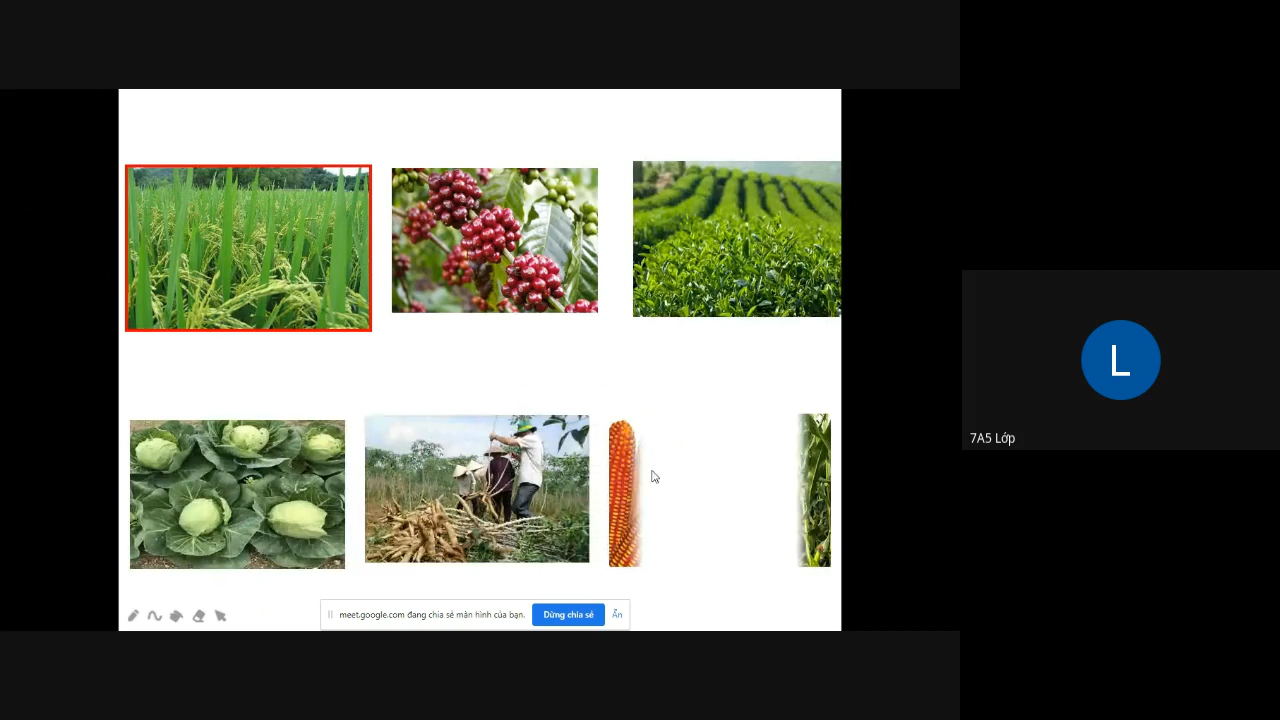 L
7A5 Lớp
meet.google.com đang chia sẻ màn hình của bạn.
Dừng chia sẻ
Ẩn